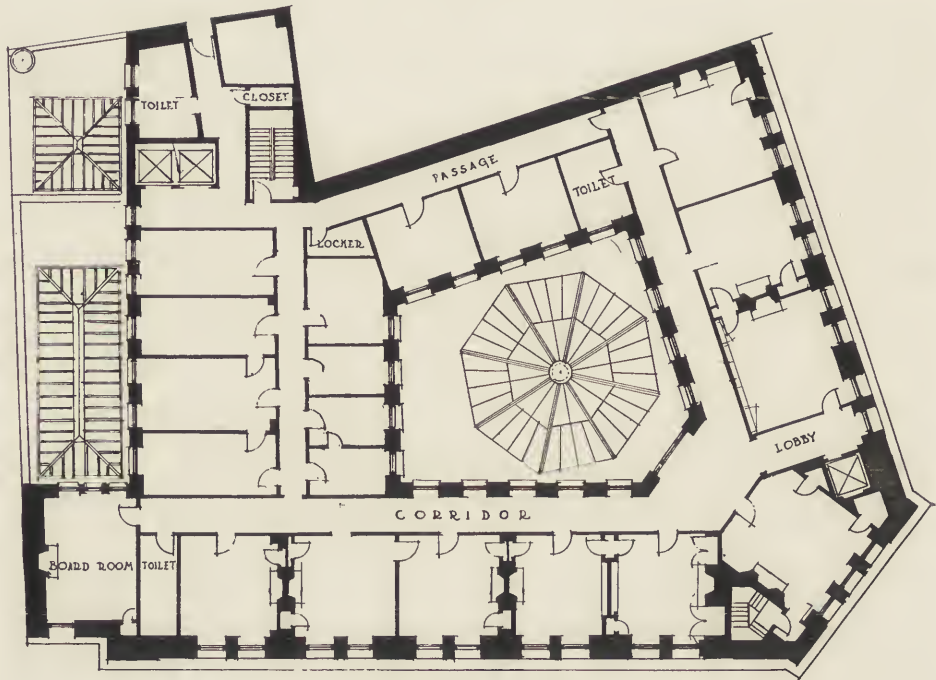 TOILET
CLOSET
PASSAGE
TOILET
LOCKER
LOBBY
CORRIDOR
BOARD ROOM
TOILET